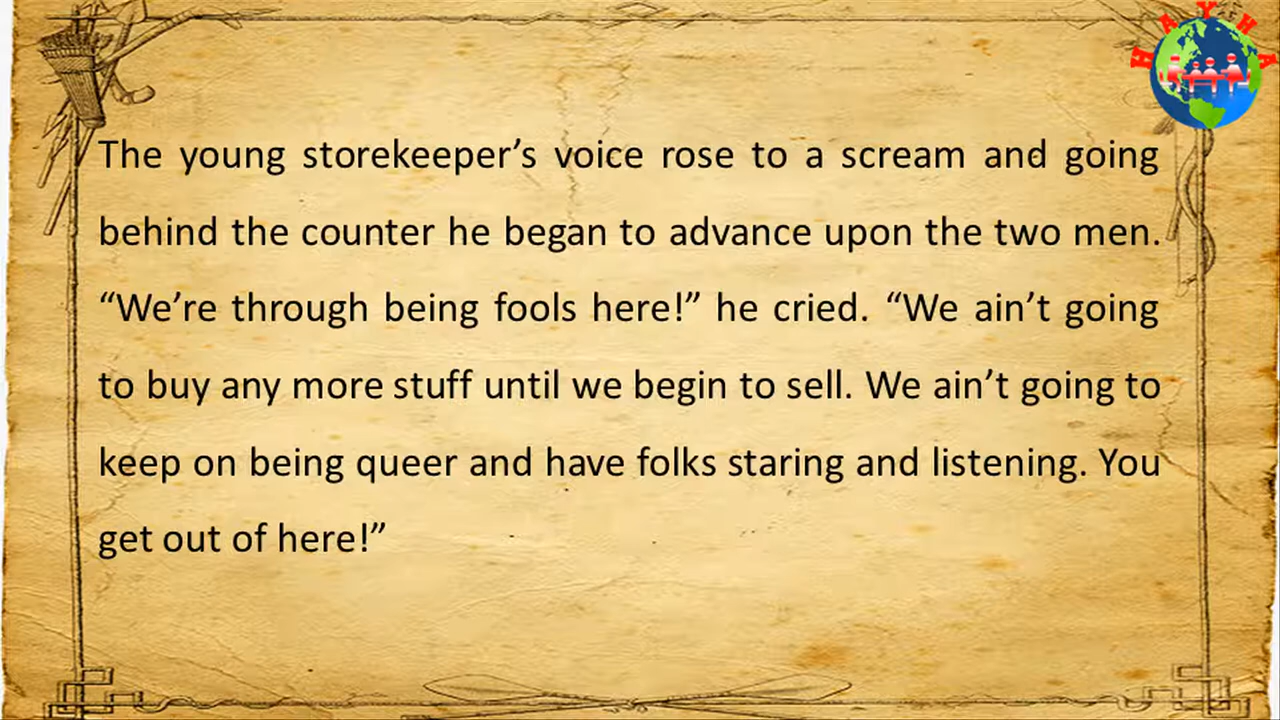 HAYHA
The young storekeeper’s voice rose to a scream and going
behind the counter he began to advance upon the two men.
“We’re through being fools here!” he cried. “We ain’t going
to buy any more stuff until we begin to sell. We ain’t going to
keep on being queer and have folks staring and listening. You
get out of here!”